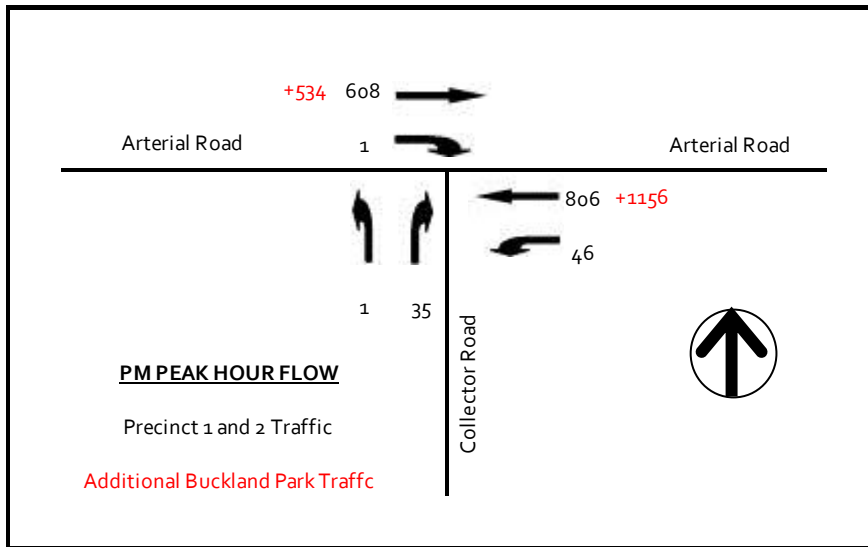 +534 608
Arterial Road 1 Arterial Road
806 +1156
46
1 35
Collector Road
PM PEAK HOUR FLOW
Precinct 1 and 2 Traffic
Additional Buckland Park Traffc